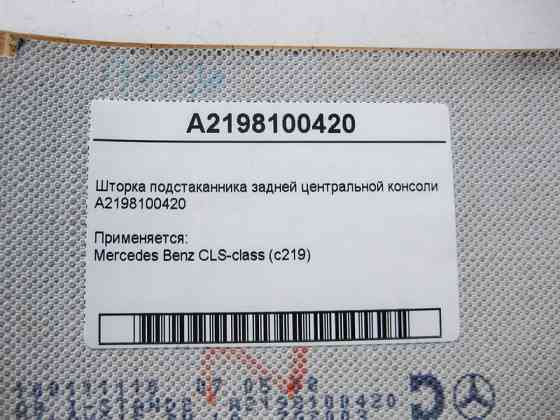 A2198100420
Шторка подстаканника задней центральной консоли
A2198100420
Применяется:
Mercedes Benz CLS-class (c219)